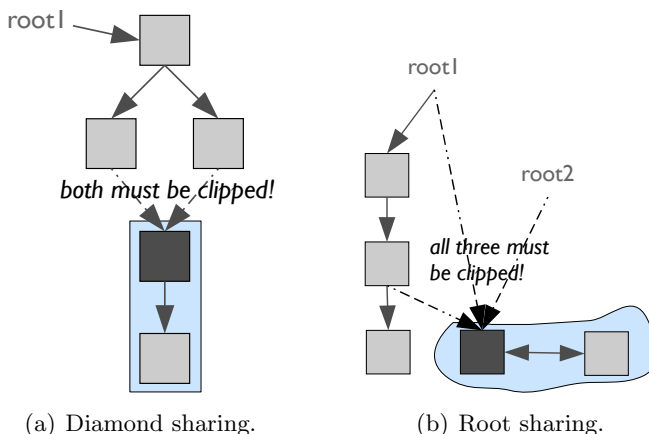 root1
both must be clipped!
(a) Diamond sharing.
root1
root2
all three must
be clipped!
(b) Root sharing.